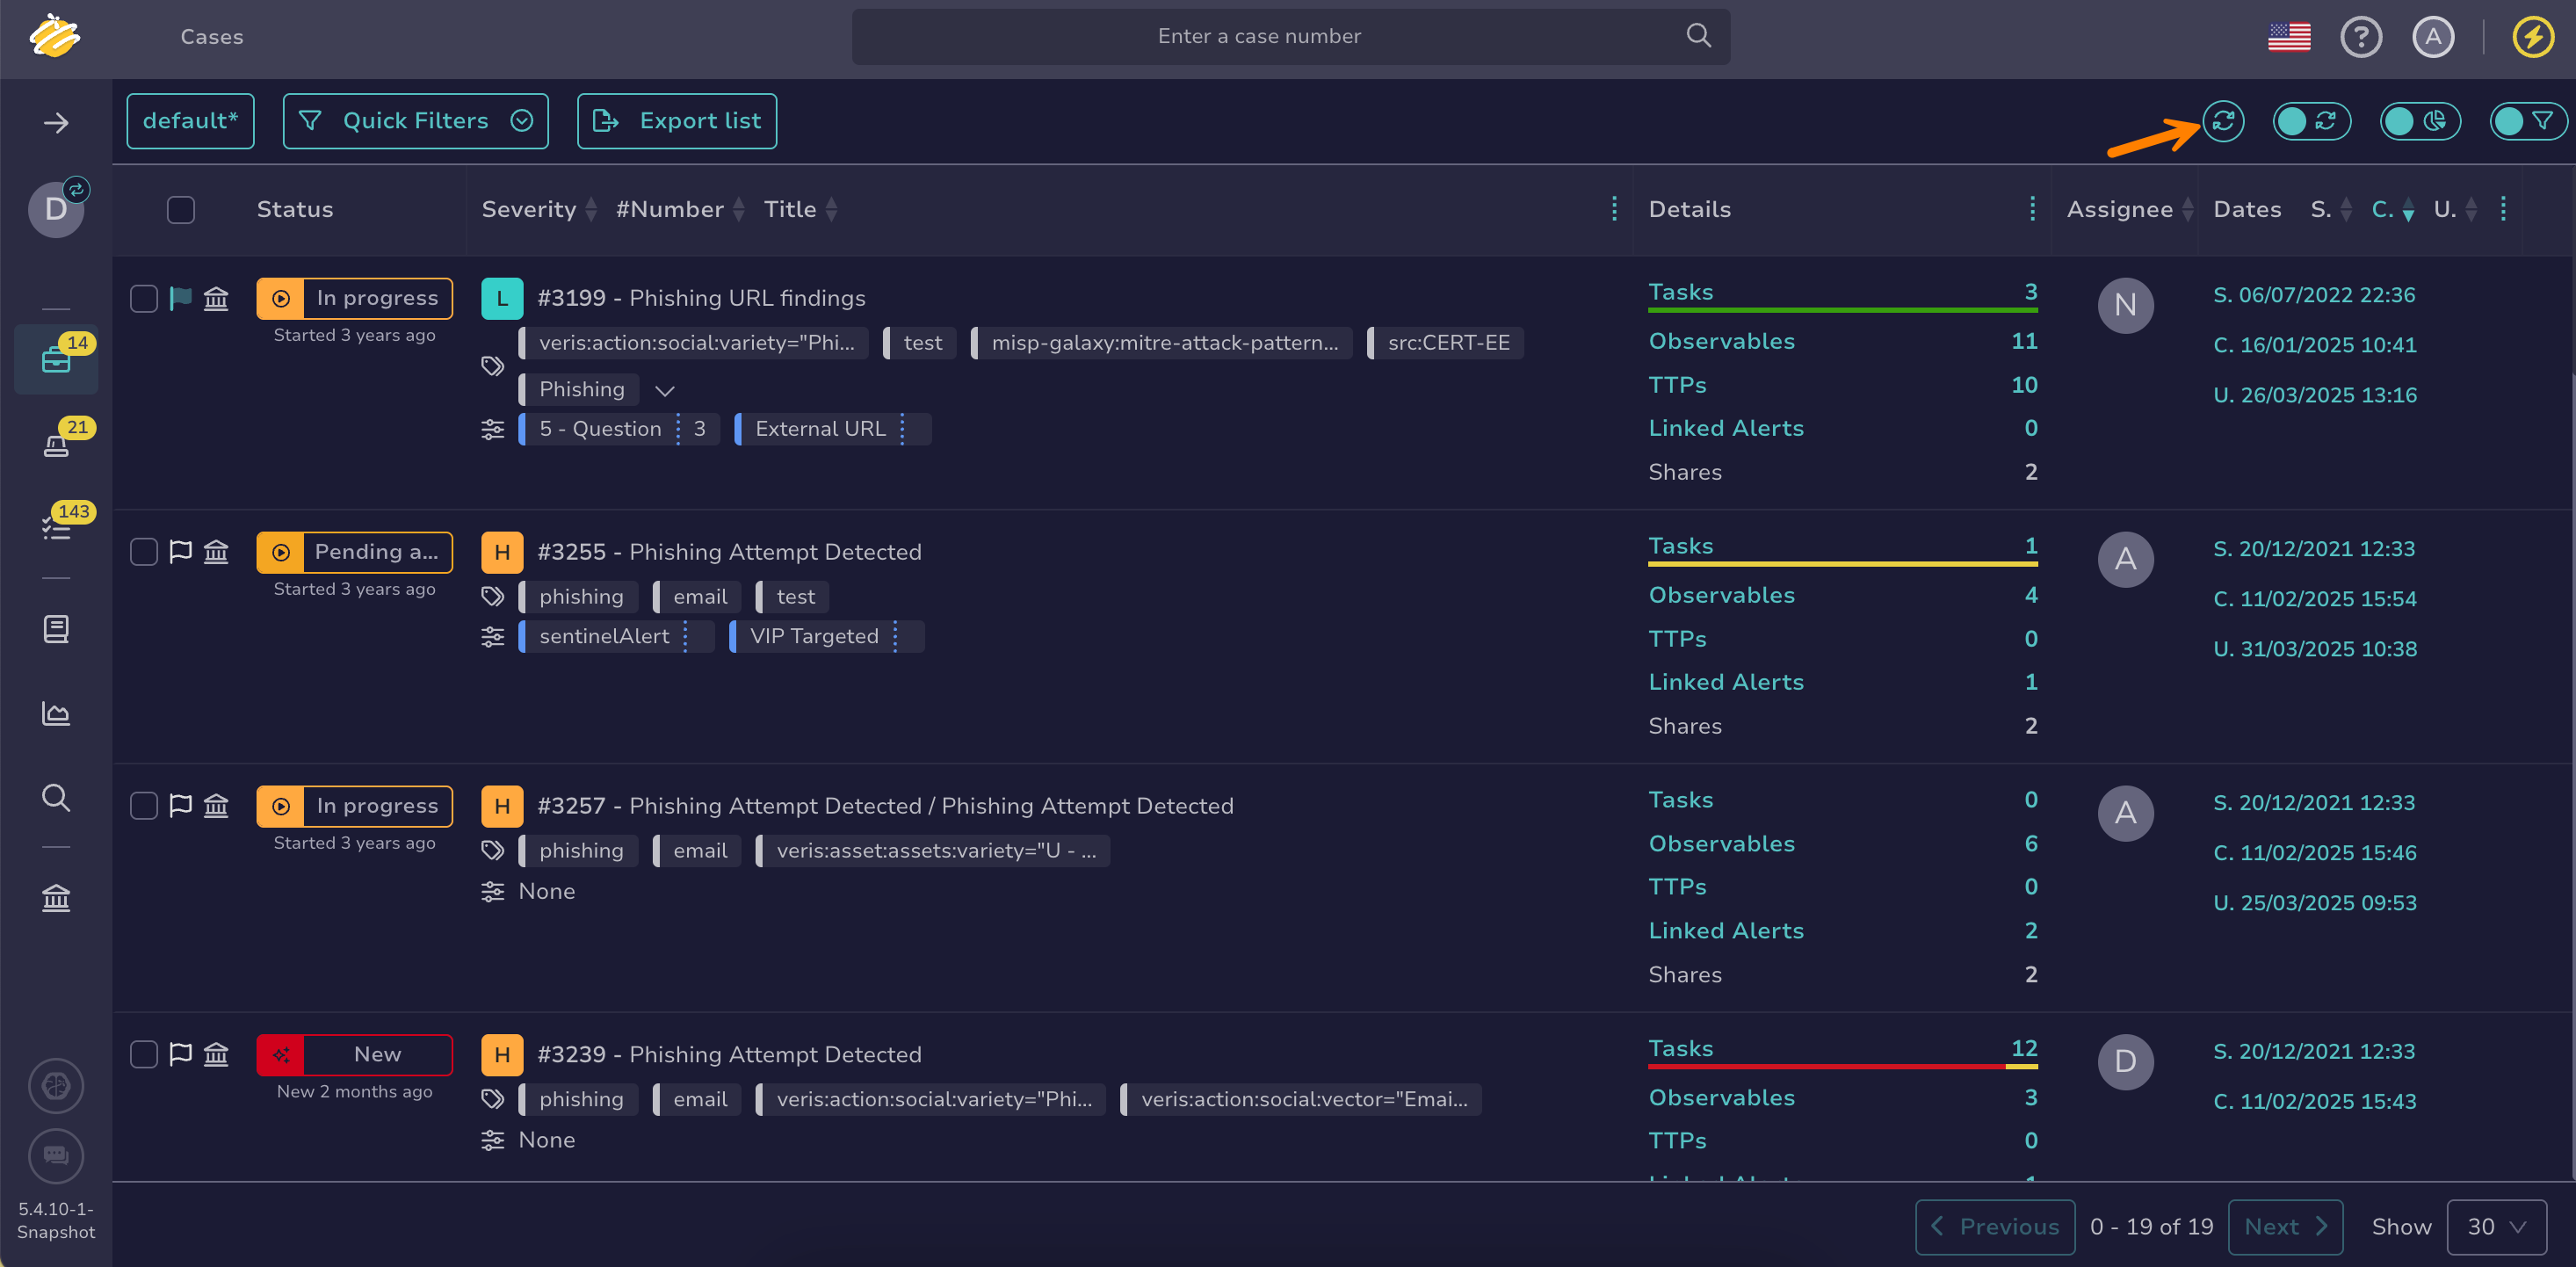 Cases
Enter a case number
A
default*
Quick Filters
Export list
D
14
21
143
5.4.10-1-
Snapshot
Status
Severity #Number Title
Details
Assignee
Dates S. C. U.
In progress
Started 3 years ago
L #3199 - Phishing URL findings
veris:action:social:variety="Phi... test misp-galaxy:mitre-attack-pattern... src:CERT-EE
Phishing
5 - Question 3 External URL
Tasks 3
Observables 11
TTPs 10
Linked Alerts 0
Shares 2
N
S. 06/07/2022 22:36
C. 16/01/2025 10:41
U. 26/03/2025 13:16
Pending a...
Started 3 years ago
H #3255 - Phishing Attempt Detected
phishing email test
sentinelAlert VIP Targeted
Tasks 1
Observables 4
TTPs 0
Linked Alerts 1
Shares 2
A
S. 20/12/2021 12:33
C. 11/02/2025 15:54
U. 31/03/2025 10:38
In progress
Started 3 years ago
H #3257 - Phishing Attempt Detected / Phishing Attempt Detected
phishing email veris:asset:assets:variety="U - ...
None
Tasks 0
Observables 6
TTPs 0
Linked Alerts 2
Shares 2
A
S. 20/12/2021 12:33
C. 11/02/2025 15:46
U. 25/03/2025 09:53
New
New 2 months ago
H #3239 - Phishing Attempt Detected
phishing email veris:action:social:variety="Phi... veris:action:social:vector="Emai...
None
Tasks 12
Observables 3
TTPs 0
D
S. 20/12/2021 12:33
C. 11/02/2025 15:43
Previous 0 - 19 of 19 Next Show 30